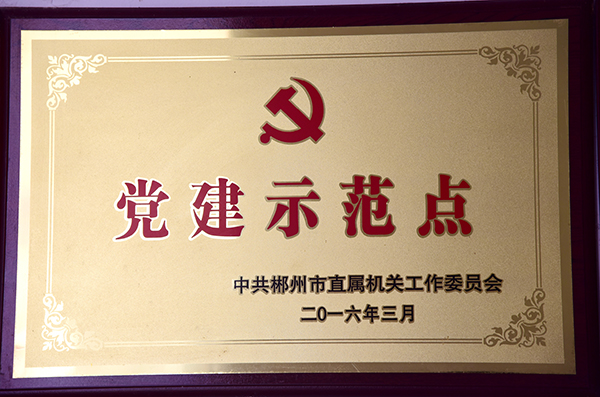 党建示范点
中共郴州市直属机关工作委员会
二0一六年三月